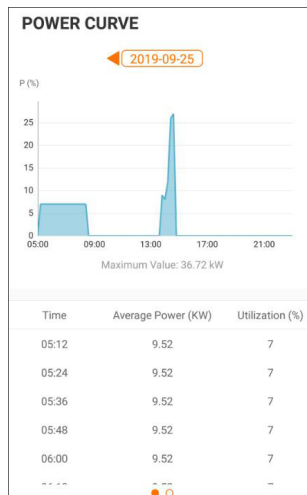 POWER CURVE
2019-09-25
P (%)
25
20
15
10
5
0
05:00 09:00 13:00 17:00 21:00
Maximum Value: 36.72 kW
Time Average Power (KW) Utilization (%)
05:12 9.52 7
05:24 9.52 7
05:36 9.52 7
05:48 9.52 7
06:00 9.52 7